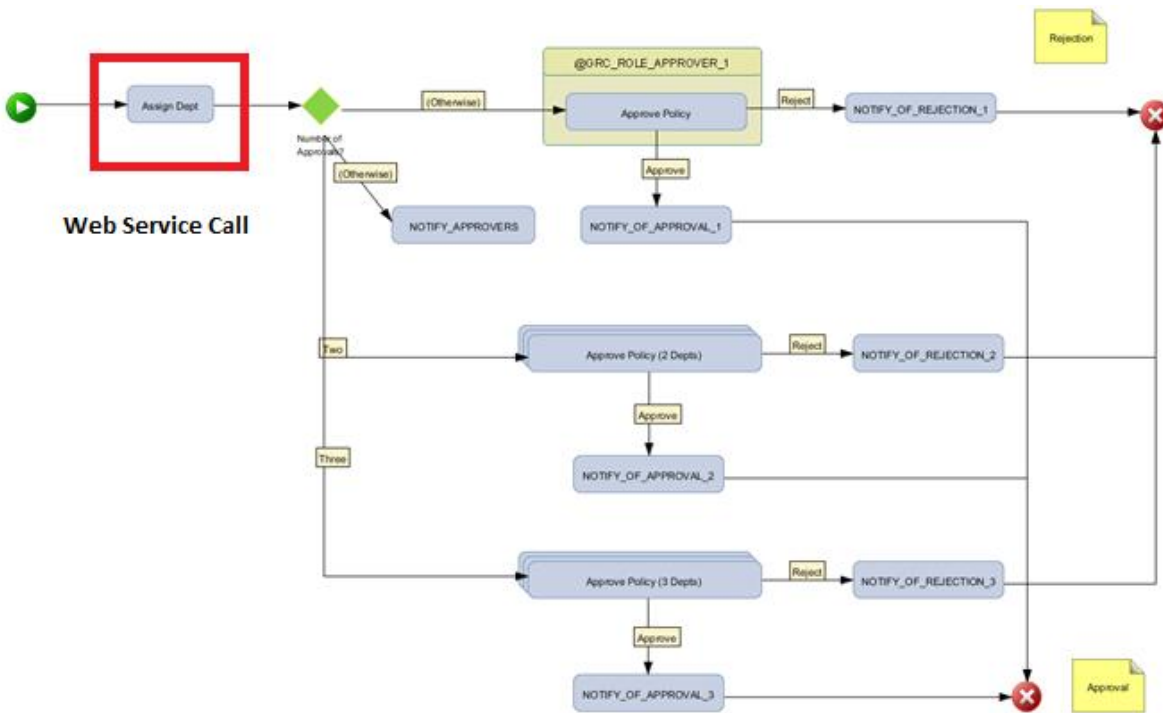 Rejection
@GRC_ROLE_APPROVER_1
Assign Dept
(Otherwise)
Approve Policy
Reject
NOTIFY_OF_REJECTION_1
Number of
Approvals?
(Otherwise)
Approve
Web Service Call
NOTIFY_APPROVERS
NOTIFY_OF_APPROVAL_1
Two
Approve Policy (2 Depts)
Reject
NOTIFY_OF_REJECTION_2
Approve
Three
NOTIFY_OF_APPROVAL_2
Approve Policy (3 Depts)
Reject
NOTIFY_OF_REJECTION_3
Approve
NOTIFY_OF_APPROVAL_3
Approval